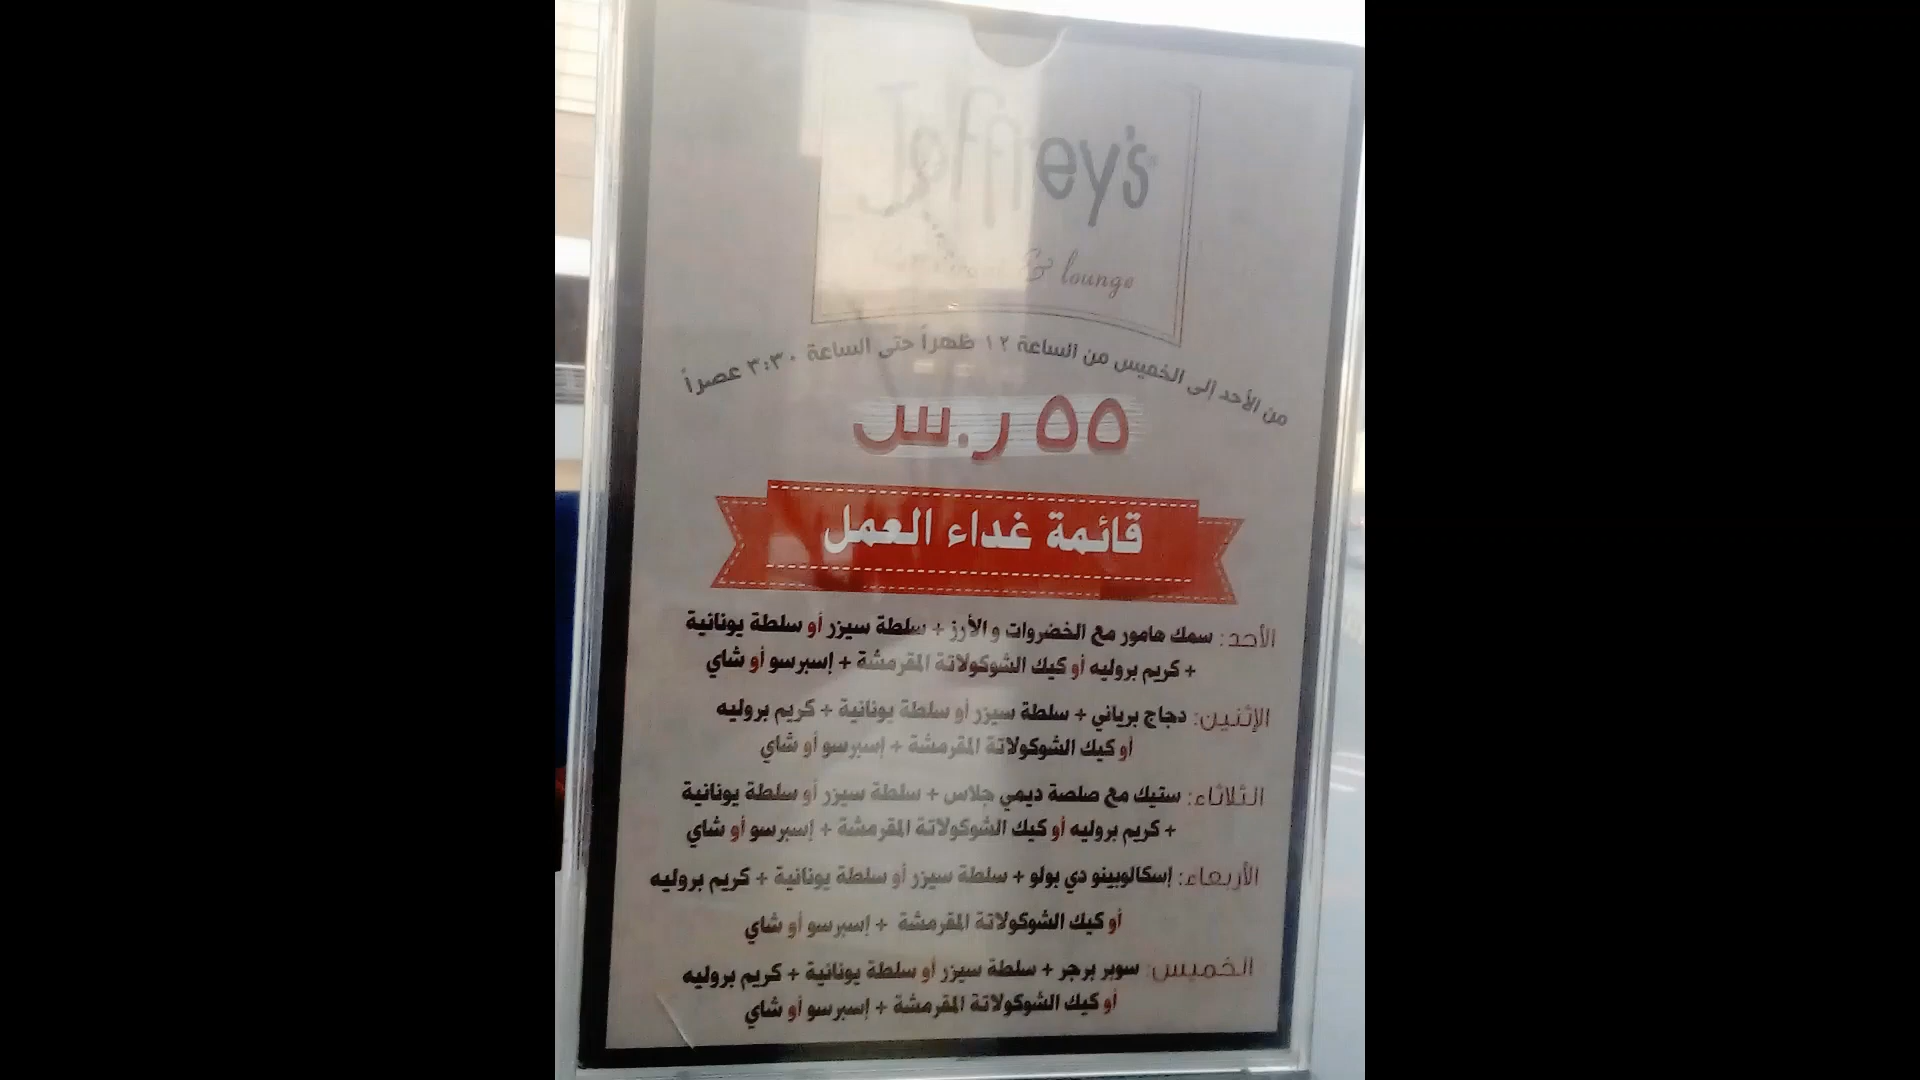 Joffrey's
& lounge
من الأحد إلى الخميس من الساعة ١٢ ظهراً حتى الساعة ٣:٣٠ عصراً
٥٥ ر.س
قائمة غداء العمل
الأحد: سمك هامور مع الخضروات و الأرز + سلطة سيزر أو سلطة يونانية
+ كريم بروليه أو كيك الشوكولاتة المقرمشة + إسبرسو أو شاي
الإثنين: دجاج برياني + سلطة سيزر أو سلطة يونانية + كريم بروليه
أو كيك الشوكولاتة المقرمشة + إسبرسو أو شاي
الثلاثاء: ستيك مع صلصة ديمي جلاس + سلطة سيزر أو سلطة يونانية
+ كريم بروليه أو كيك الشوكولاتة المقرمشة + إسبرسو أو شاي
الأربعاء: إسكالوبينو دي بولو + سلطة سيزر أو سلطة يونانية + كريم بروليه
أو كيك الشوكولاتة المقرمشة + إسبرسو أو شاي
الخميس: سوبر برجر + سلطة سيزر أو سلطة يونانية + كريم بروليه
أو كيك الشوكولاتة المقرمشة + إسبرسو أو شاي